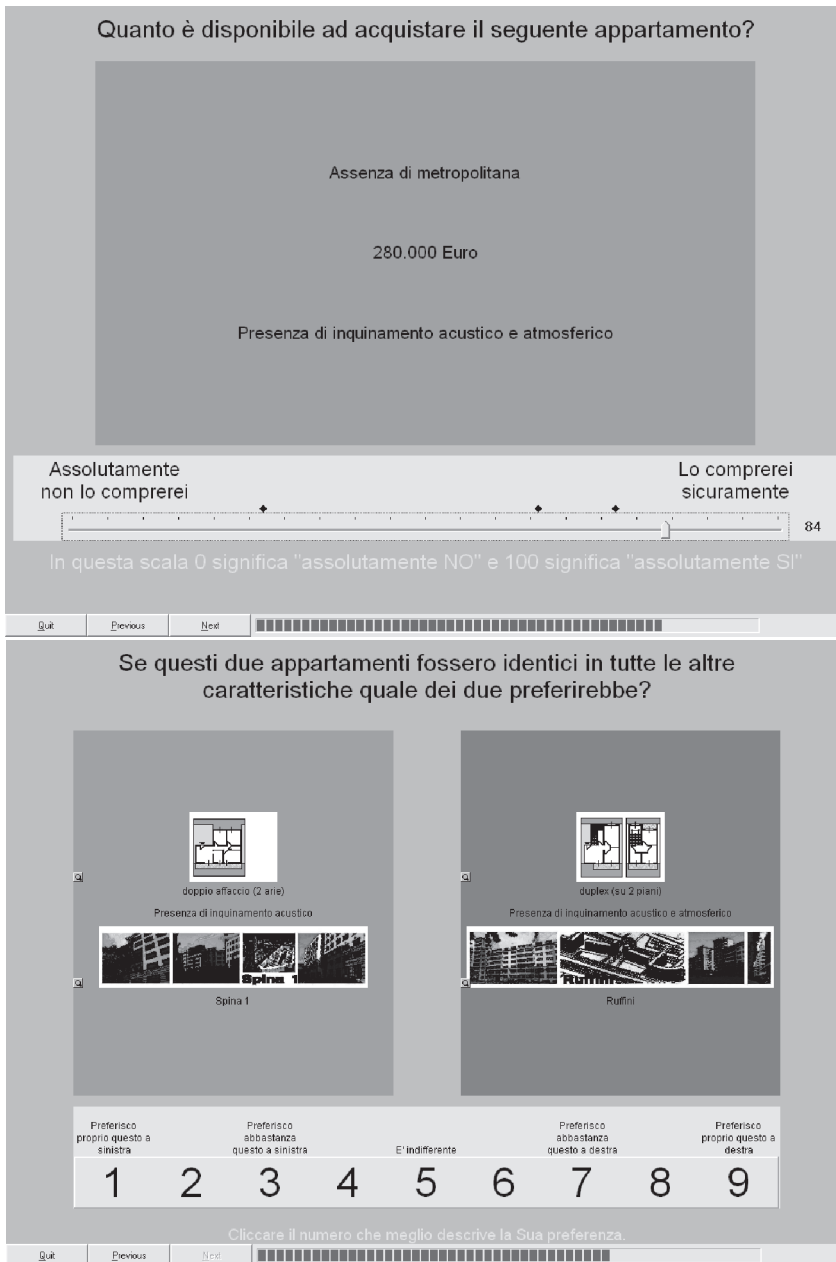 Quanto è disponibile ad acquistare il seguente appartamento?
Assenza di metropolitana
280.000 Euro
Presenza di inquinamento acustico e atmosferico
Assolutamente
non lo comprerei
Lo comprerei
sicuramente
84
In questa scala 0 significa "assolutamente NO" e 100 significa "assolutamente SI"
Quit Previous Next
Se questi due appartamenti fossero identici in tutte le altre
caratteristiche quale dei due preferirebbe?
doppio affaccio (2 arie)
Presenza di inquinamento acustico
Spina 1
Spina 1
duplex (su 2 piani)
Presenza di inquinamento acustico e atmosferico
Ruffini
Preferisco
proprio questo a
sinistra
Preferisco
abbastanza
questo a sinistra
E' indifferente
Preferisco
abbastanza
questo a destra
Preferisco
proprio questo a
destra
1 2 3 4 5 6 7 8 9
Cliccare il numero che meglio descrive la Sua preferenza.
Quit Previous Next